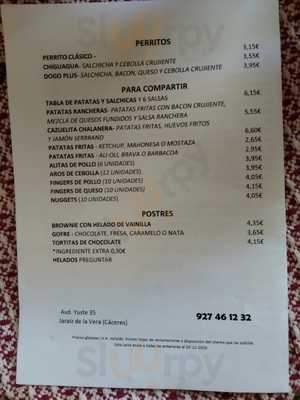 PERRITOS
PERRITO CLÁSICO - 3,15€
CHIGUAGUA- SALCHICHA Y CEBOLLA CRUJIENTE 3,55€
DOGO PLUS- SALCHICHA, BACON, QUESO Y CEBOLLA CRUJIENTE 3,95€
PARA COMPARTIR
TABLA DE PATATAS Y SALCHICAS Y 6 SALSAS 6,15€
PATATAS RANCHERAS- PATATAS FRITAS CON BACON CRUJIENTE,
MEZCLA DE QUESOS FUNDIDOS Y SALSA RANCHERA 5,55€
CAZUELITA CHALANERA- PATATAS FRITAS, HUEVOS FRITOS
Y JAMÓN SERRANO 6,60€
PATATAS FRITAS - KETCHUP, MAHONESA O MOSTAZA 2,65€
PATATAS FRITAS - ALI-OLI, BRAVA O BARBACOA 2,95€
ALITAS DE POLLO (6 UNIDADES) 3,95€
AROS DE CEBOLLA (12 UNIDADES) 3,95€
FINGERS DE POLLO (10 UNIDADES) 4,05€
FINGERS DE QUESO (10 UNIDADES) 4,15€
NUGGETS (10 UNIDADES) 4,05€
POSTRES
BROWNIE CON HELADO DE VAINILLA 4,35€
GOFRE - CHOCOLATE, FRESA, CARAMELO O NATA 3,65€
TORTITAS DE CHOCOLATE 4,15€
*INGREDIENTE EXTRA 0,30€
HELADOS PREGUNTAR
Avd. Yuste 35
Jaraíz de la Vera (Cáceres)
927 46 12 32
sluurpy
sluurpy